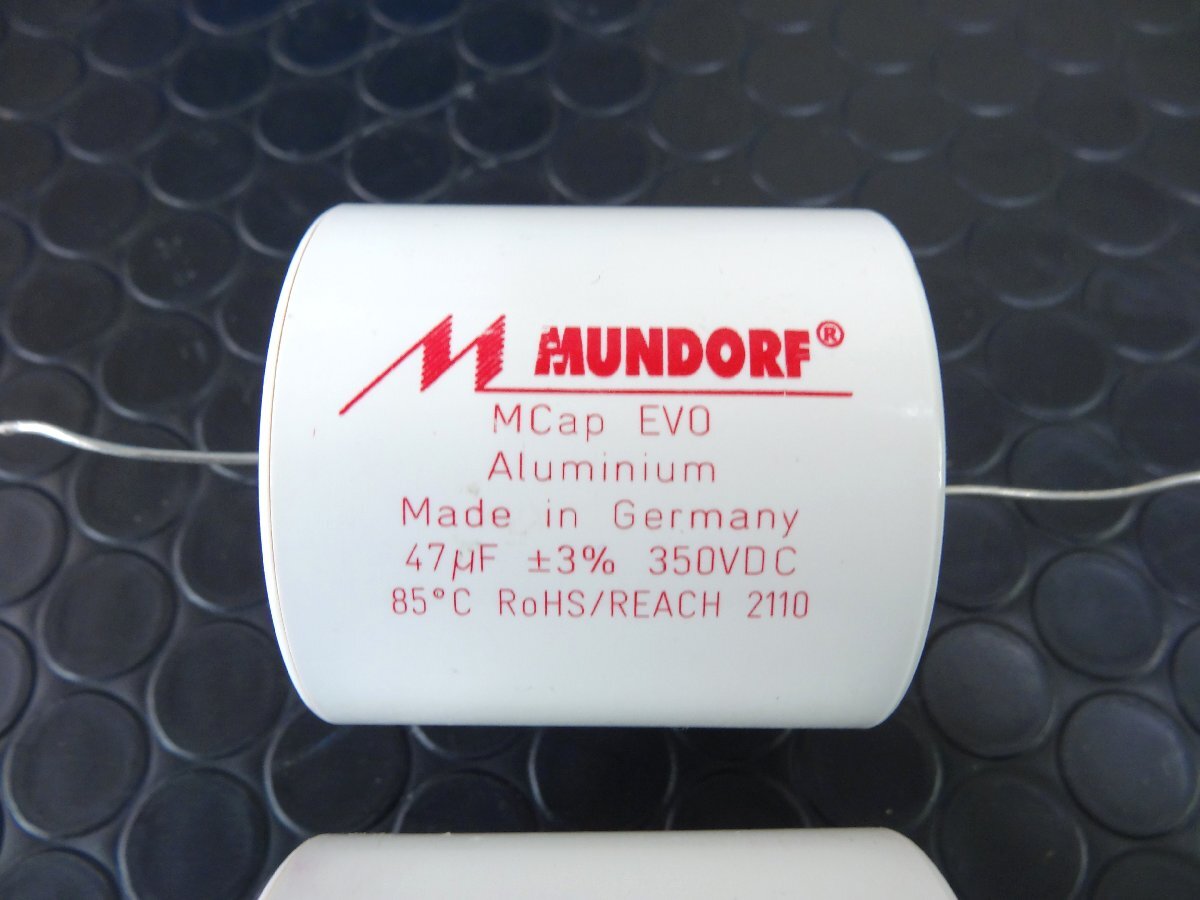 MUNDORF®
MCap EVO
Aluminium
Made in Germany
47µF ±3% 350VDC
85°C RoHS/REACH 2110